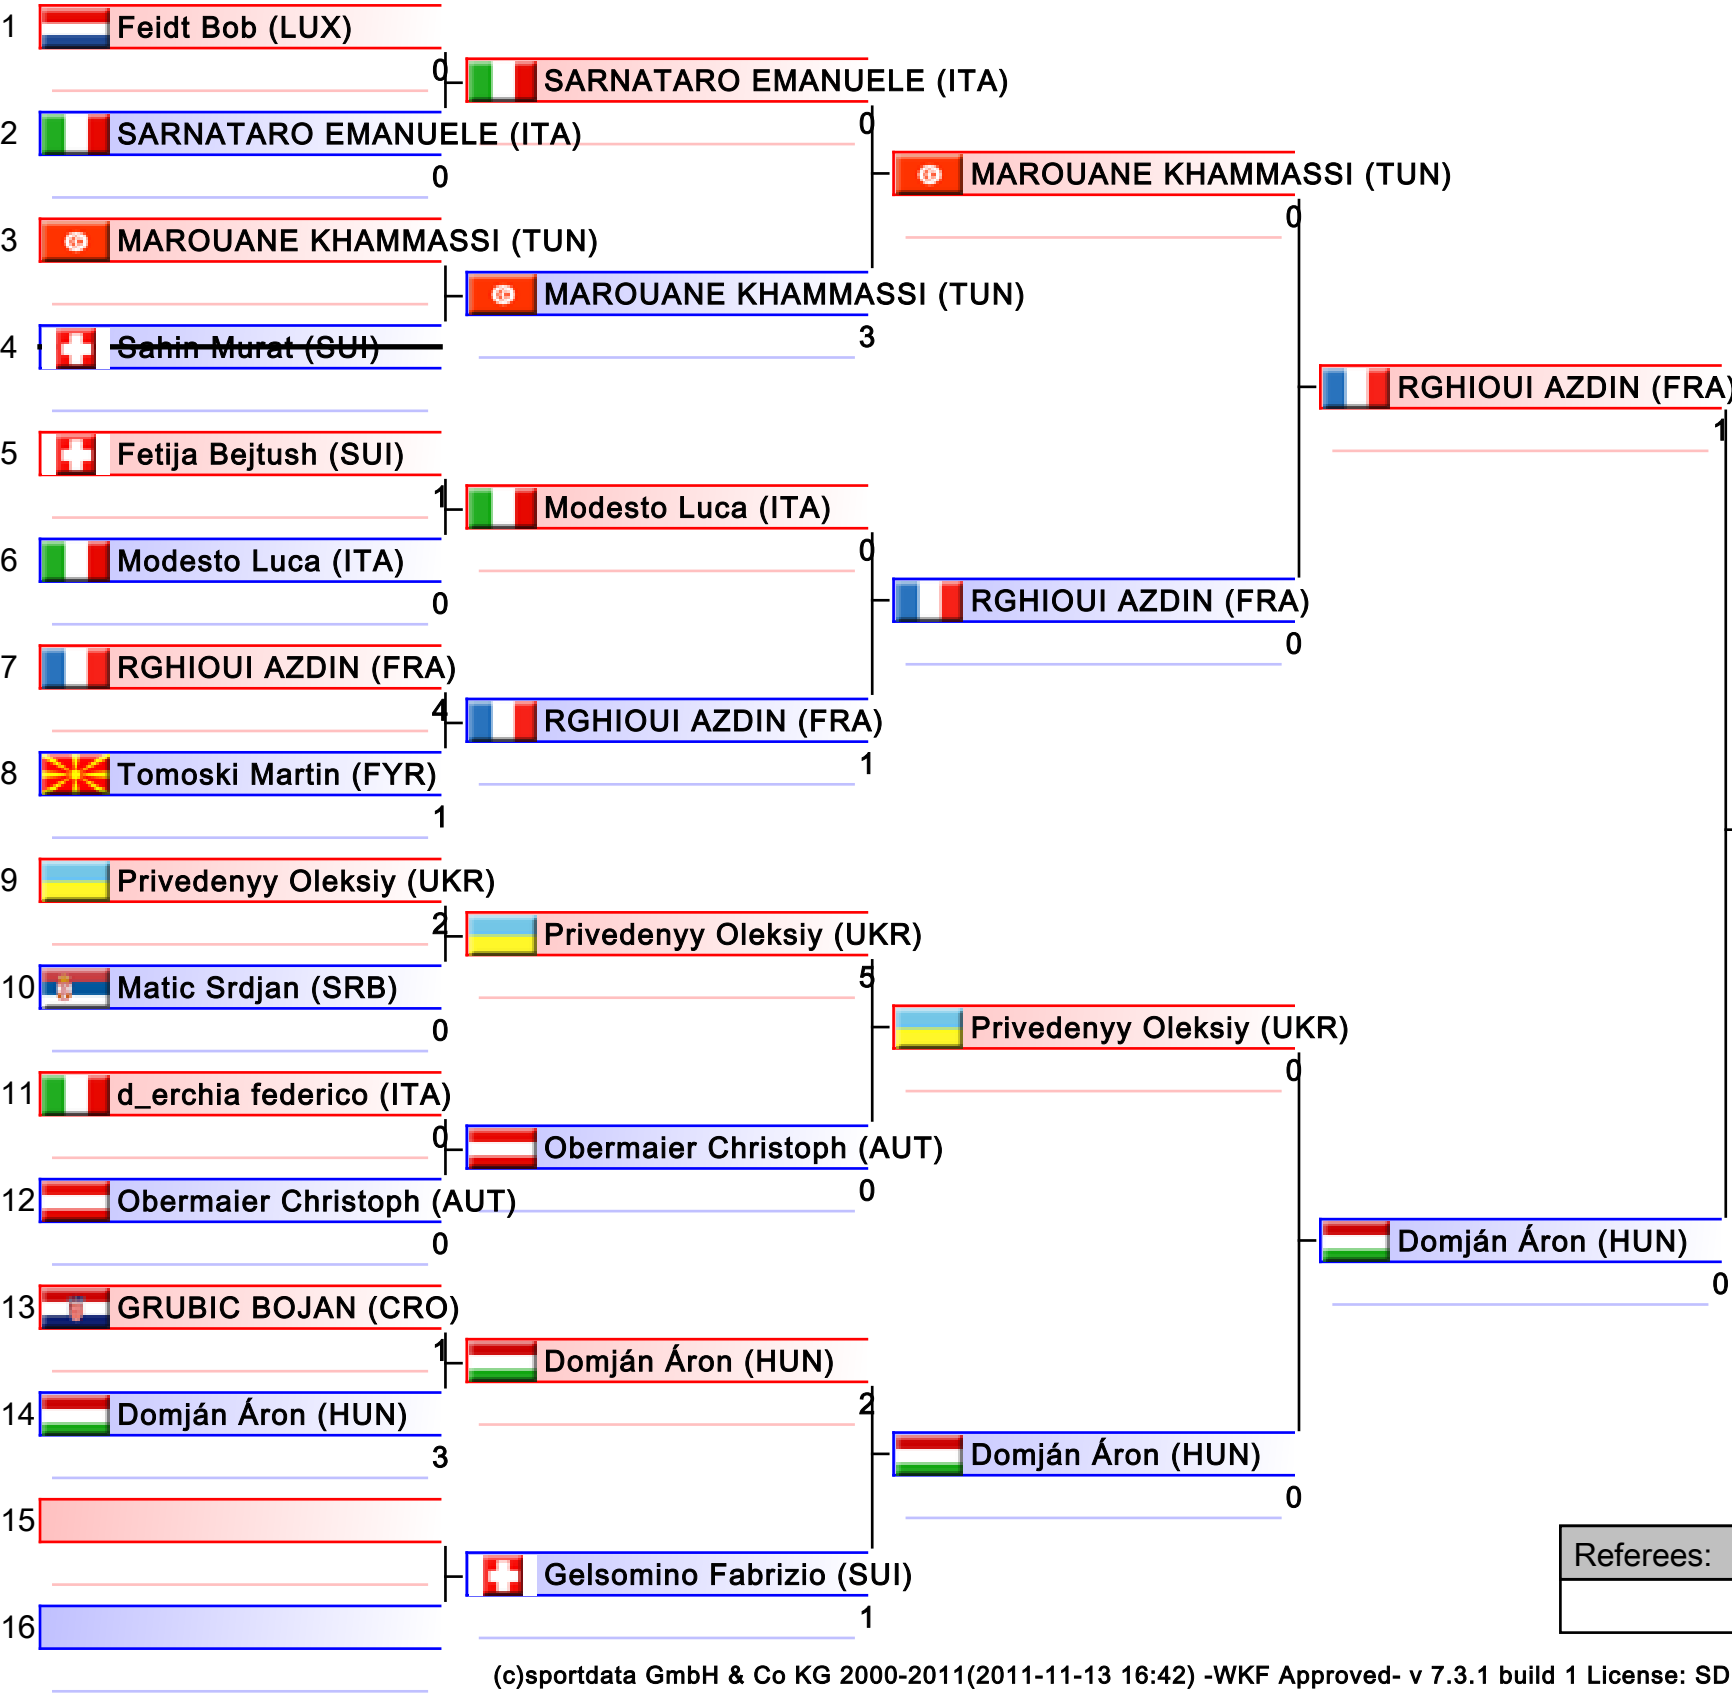 1 Feidt Bob (LUX)
0
SARNATARO EMANUELE (ITA)
0
2 SARNATARO EMANUELE (ITA)
0
MAROUANE KHAMMASSI (TUN)
0
3 MAROUANE KHAMMASSI (TUN)
MAROUANE KHAMMASSI (TUN)
3
4 Sahin Murat (SUI)
RGHIOUI AZDIN (FRA)
1
5 Fetija Bejtush (SUI)
1
Modesto Luca (ITA)
0
6 Modesto Luca (ITA)
0
RGHIOUI AZDIN (FRA)
0
7 RGHIOUI AZDIN (FRA)
4
RGHIOUI AZDIN (FRA)
1
8 Tomoski Martin (FYR)
1
9 Privedenyy Oleksiy (UKR)
2
Privedenyy Oleksiy (UKR)
5
10 Matic Srdjan (SRB)
0
Privedenyy Oleksiy (UKR)
0
11 d_erchia federico (ITA)
0
Obermaier Christoph (AUT)
0
12 Obermaier Christoph (AUT)
0
Domján Áron (HUN)
0
13 GRUBIC BOJAN (CRO)
1
Domján Áron (HUN)
2
14 Domján Áron (HUN)
3
Domján Áron (HUN)
0
15
Gelsomino Fabrizio (SUI)
1
16
Referees:
(c)sportdata GmbH & Co KG 2000-2011(2011-11-13 16:42) -WKF Approved- v 7.3.1 build 1 License: SD